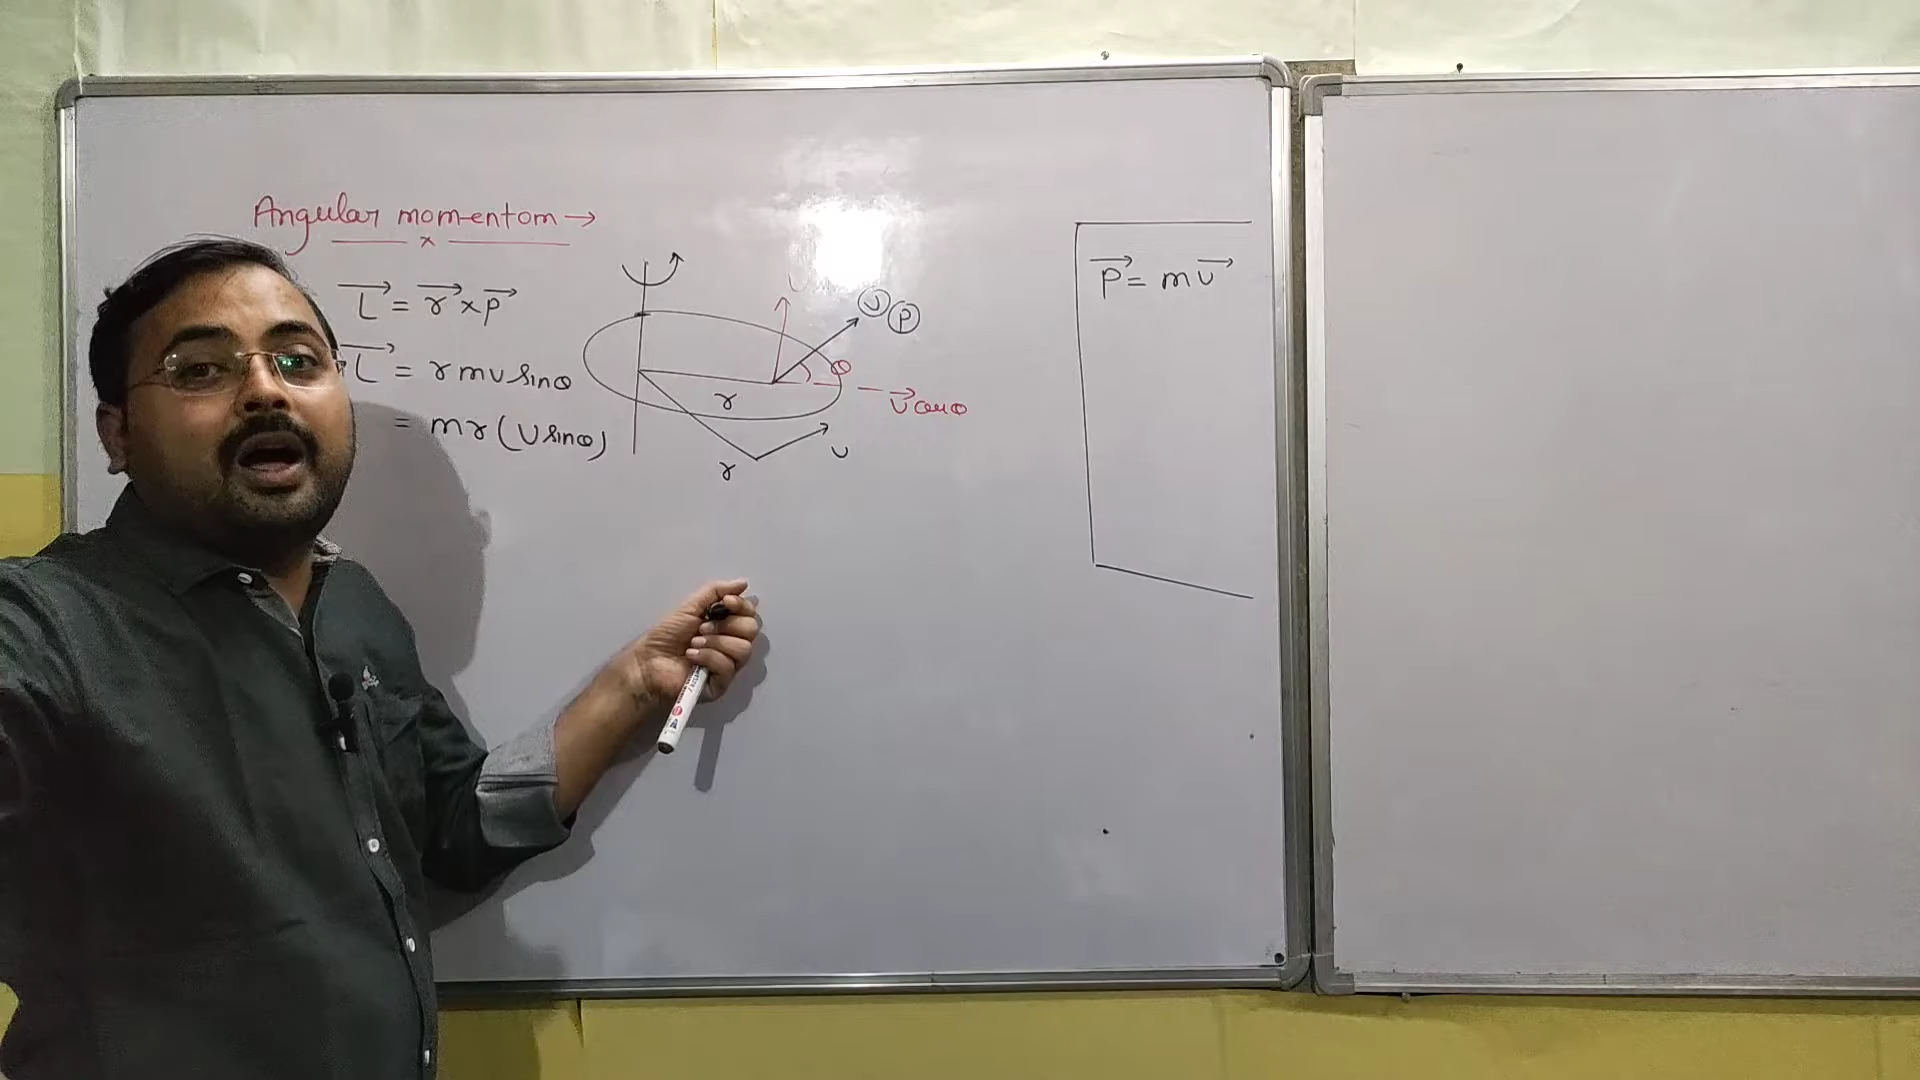 Angular momentom →
x
L⃗ = r⃗ × p⃗
L⃗ = r m v sinθ
= m r ( v sinθ )
v p
θ
r
v⃗ cosθ
r
v
P⃗ = m v⃗